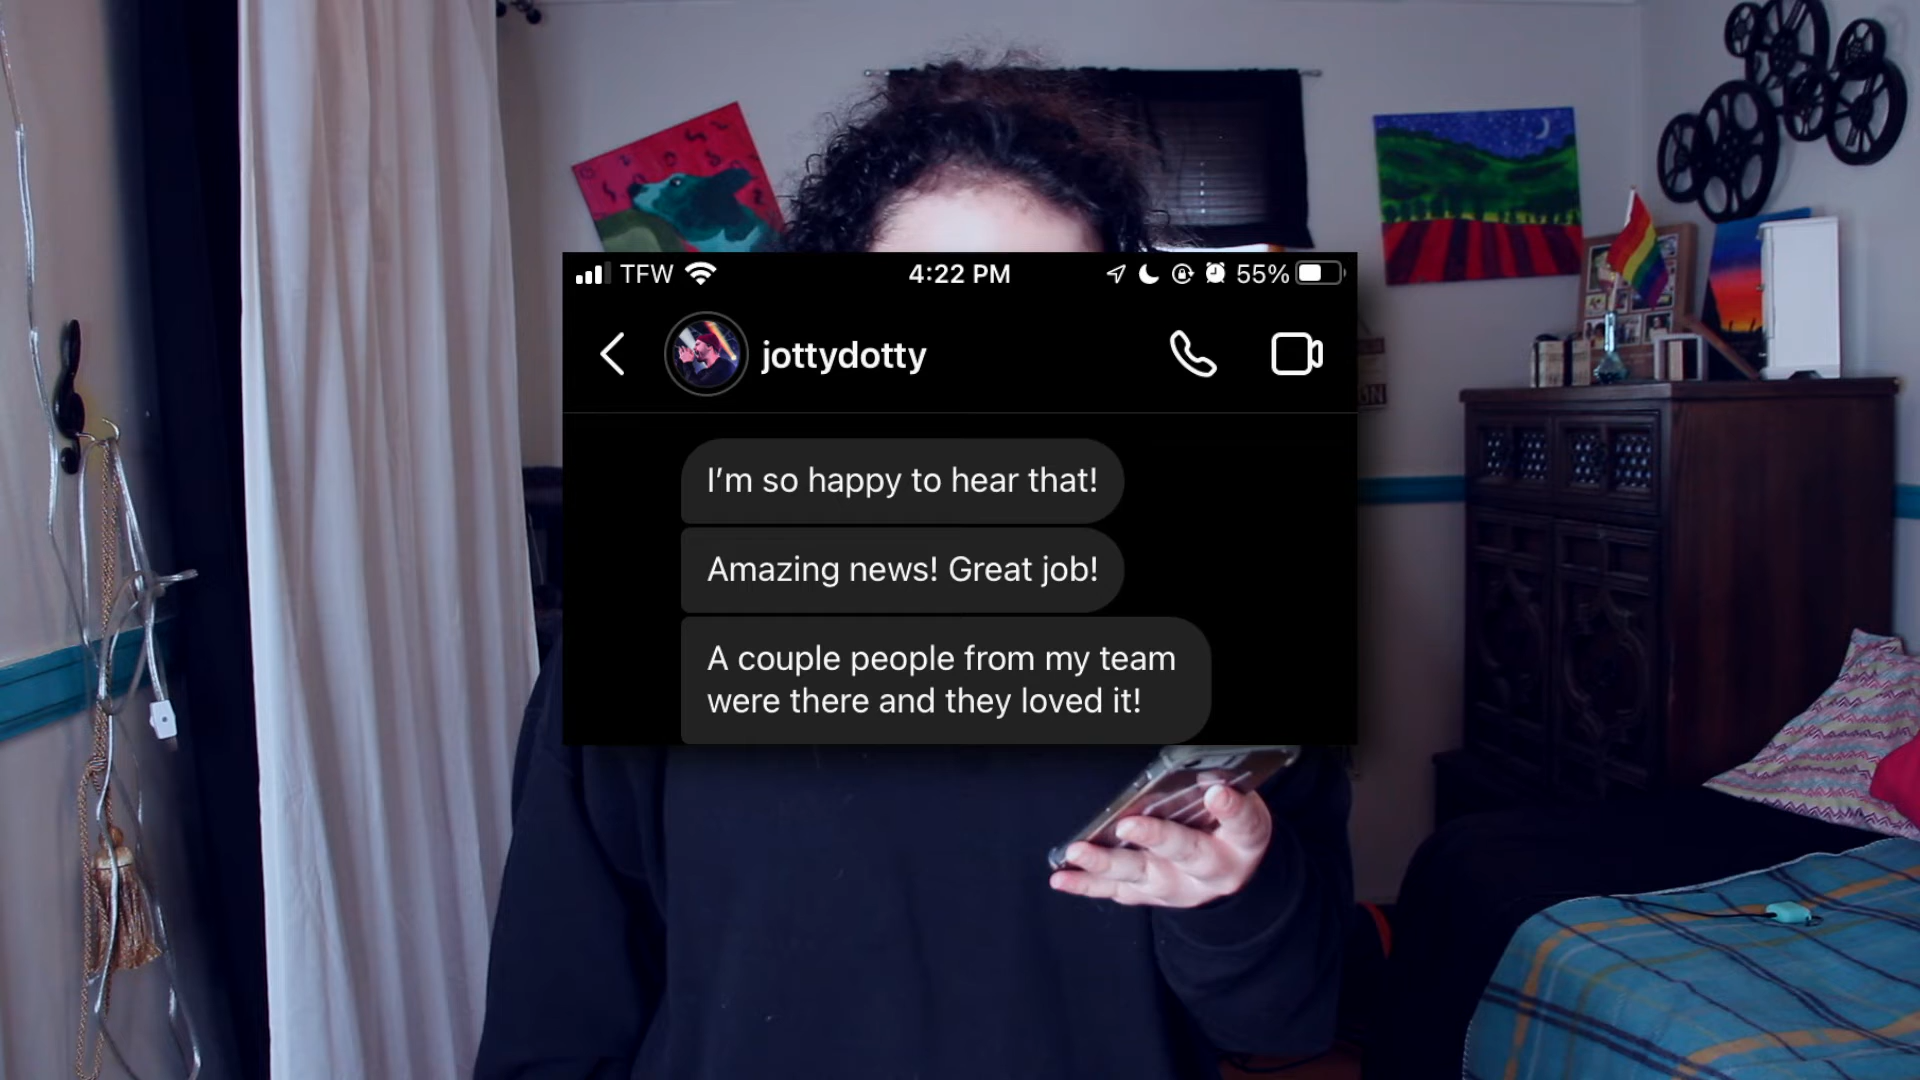 TFW 4:22 PM 55%
jottydotty
I'm so happy to hear that!
Amazing news! Great job!
A couple people from my team
were there and they loved it!